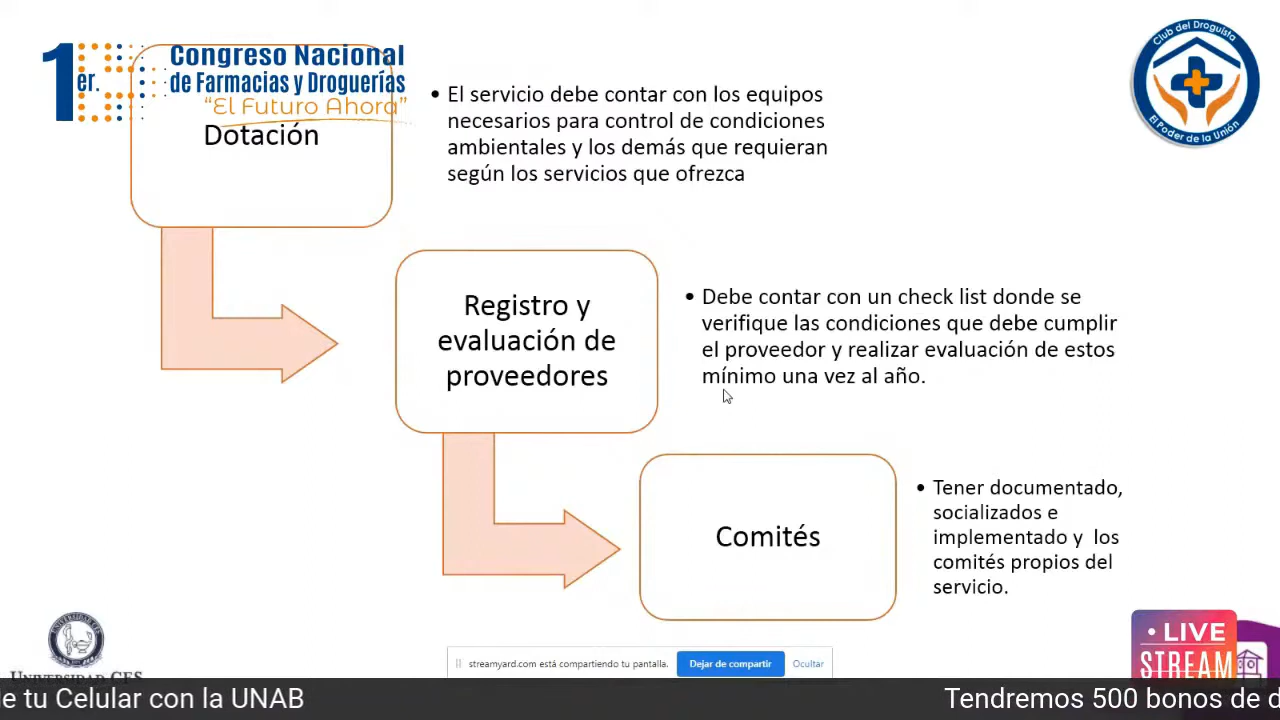 1er.
Congreso Nacional
de Farmacias y Droguerías
“El Futuro Ahora”
Club del Droguista
El Poder de la Unión
Dotación
• El servicio debe contar con los equipos
necesarios para control de condiciones
ambientales y los demás que requieran
según los servicios que ofrezca
Registro y
evaluación de
proveedores
• Debe contar con un check list donde se
verifique las condiciones que debe cumplir
el proveedor y realizar evaluación de estos
mínimo una vez al año.
Comités
• Tener documentado,
socializados e
implementado y los
comités propios del
servicio.
UNIVERSIDAD CES
• LIVE
STREAM
streamyard.com está compartiendo tu pantalla.
Dejar de compartir
Ocultar
de tu Celular con la UNAB
Tendremos 500 bonos de d